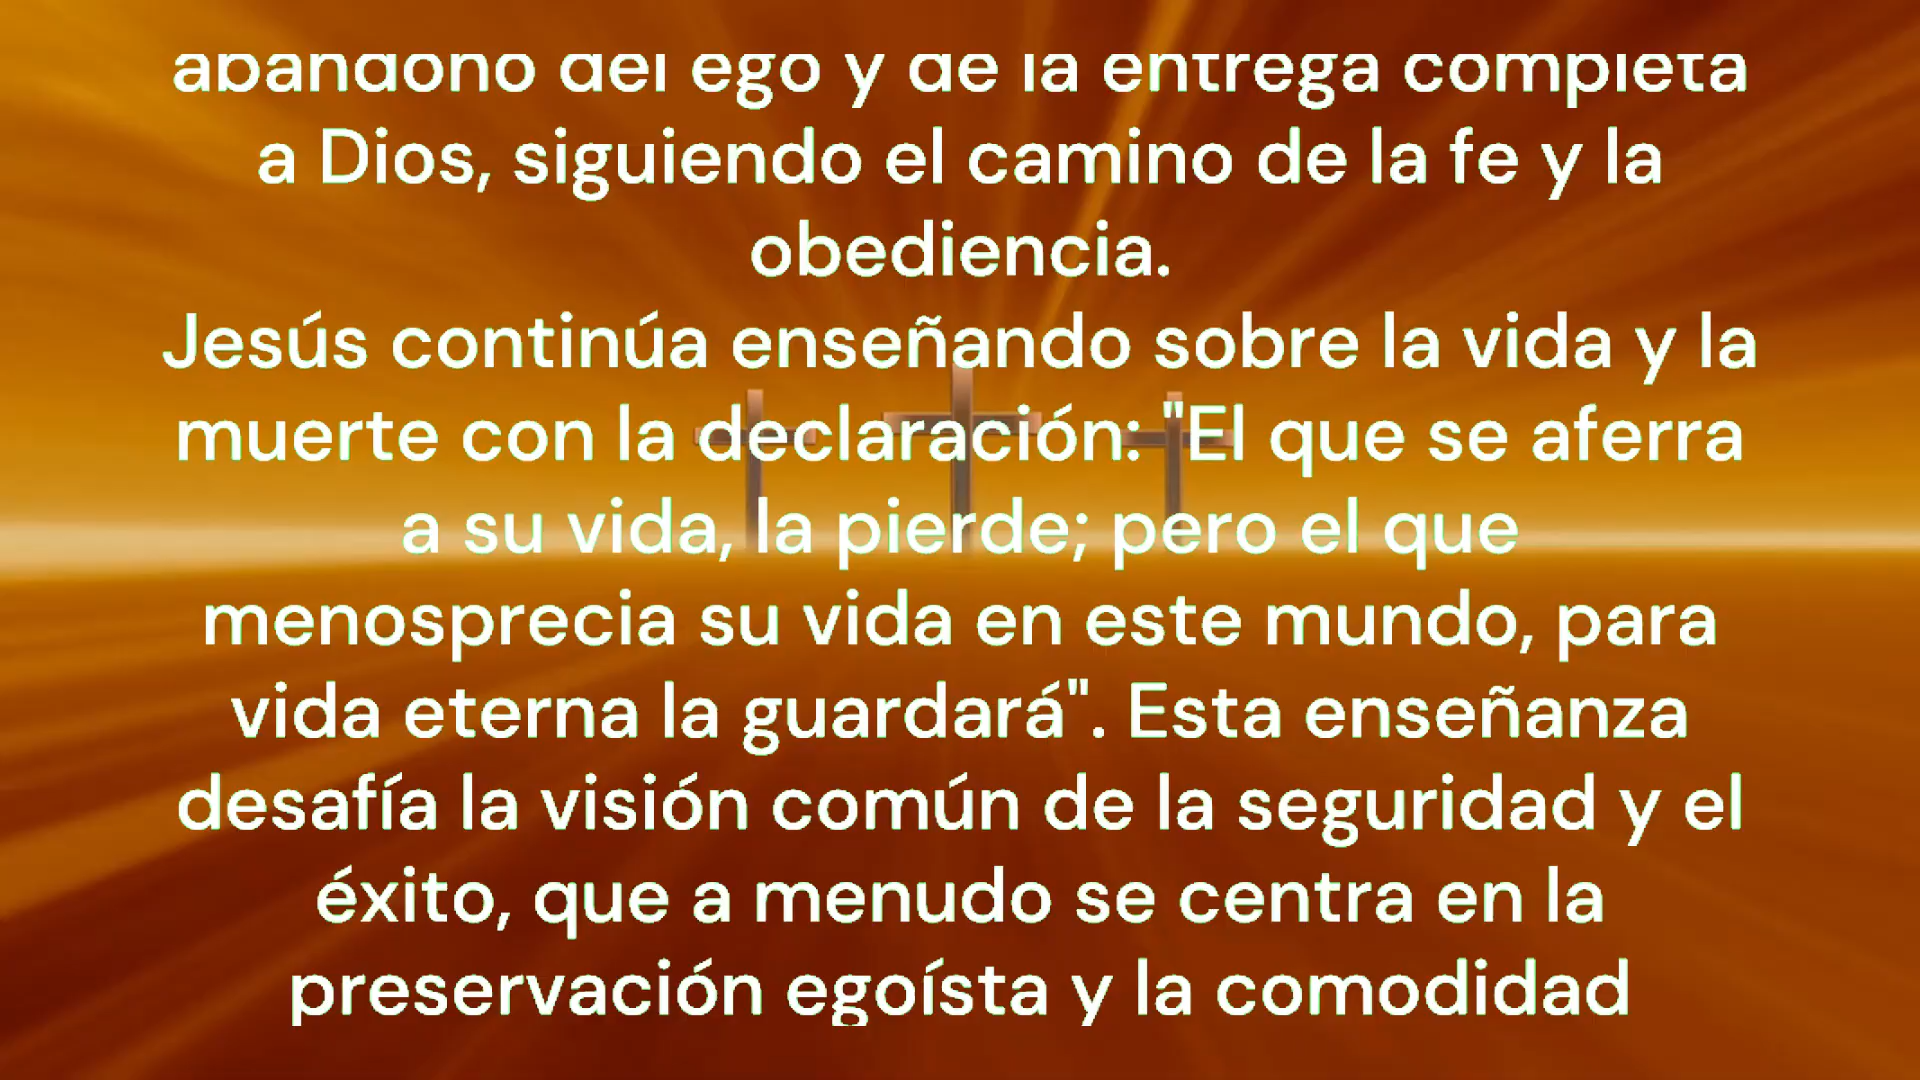 abandono del ego y de la entrega completa
a Dios, siguiendo el camino de la fe y la
obediencia.
Jesús continúa enseñando sobre la vida y la
muerte con la declaración: "El que se aferra
a su vida, la pierde; pero el que
menosprecia su vida en este mundo, para
vida eterna la guardará". Esta enseñanza
desafía la visión común de la seguridad y el
éxito, que a menudo se centra en la
preservación egoísta y la comodidad